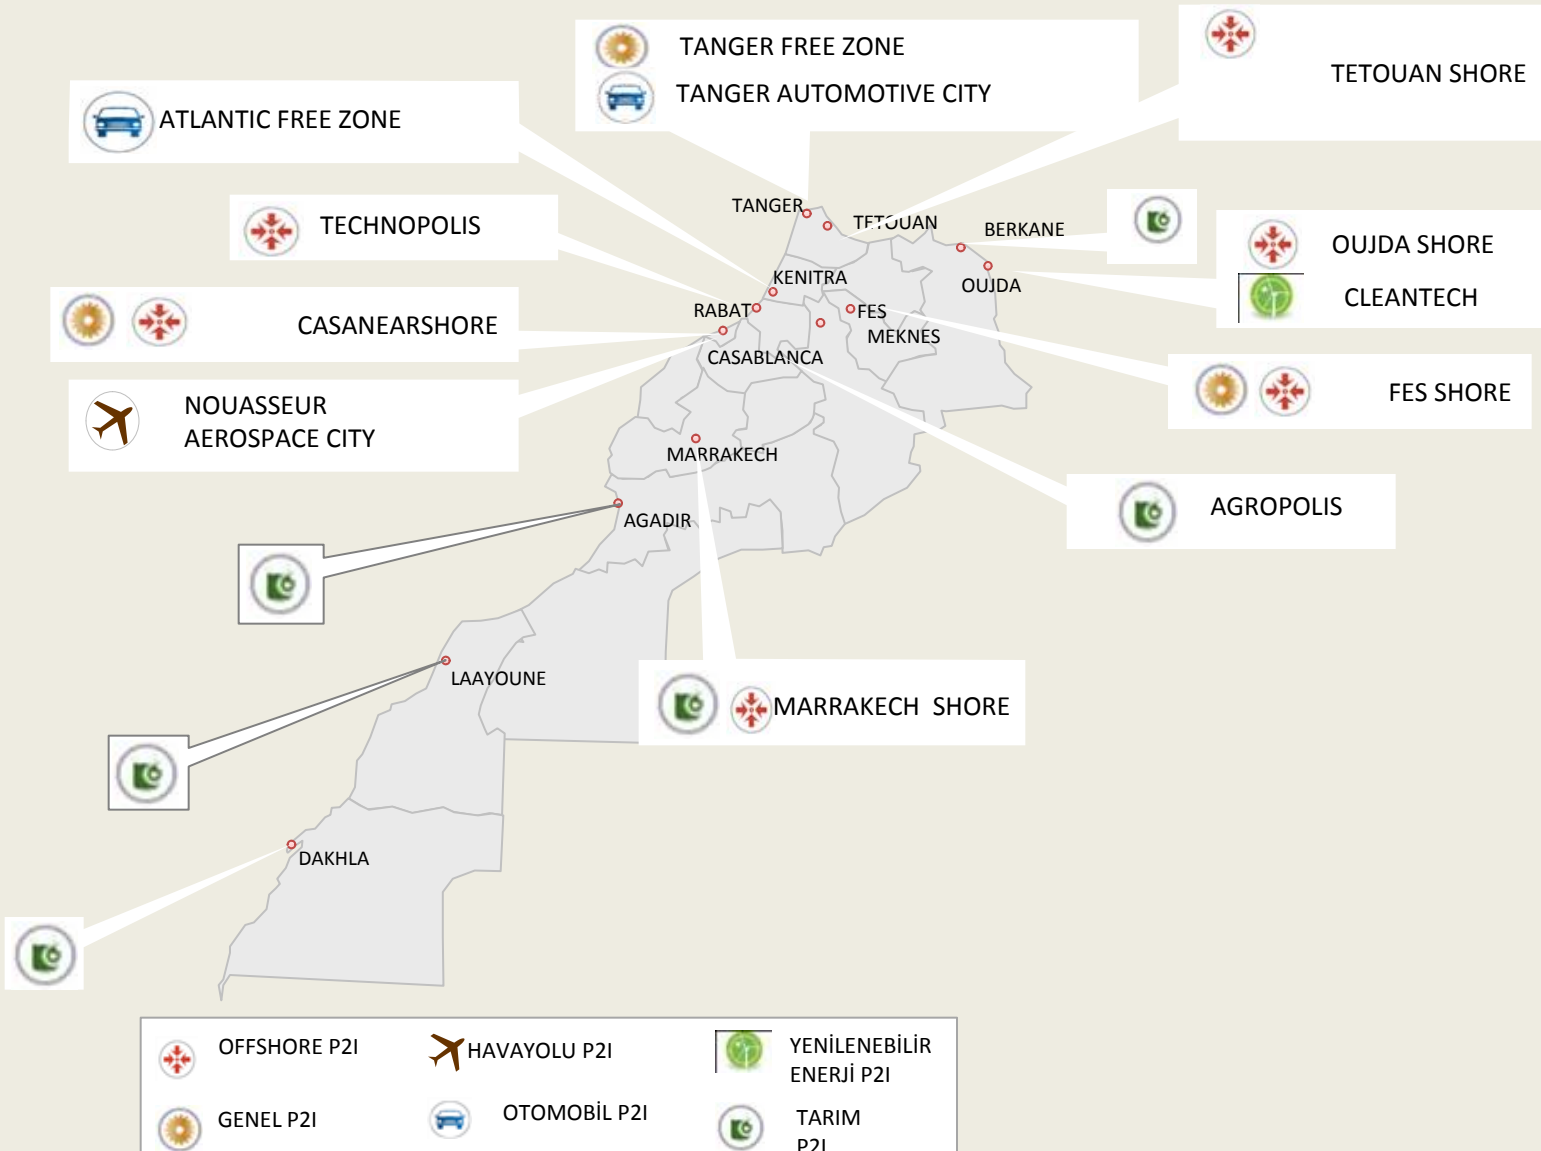 TANGER FREE ZONE
TANGER AUTOMOTIVE CITY
TETOUAN SHORE
ATLANTIC FREE ZONE
TECHNOPOLIS
TANGER
TETOUAN
BERKANE
OUJDA SHORE
CLEANTECH
KENITRA
OUJDA
RABAT
FES
MEKNES
CASANEARSHORE
CASABLANCA
NOUASSEUR
AEROSPACE CITY
FES SHORE
MARRAKECH
AGROPOLIS
AGADIR
LAAYOUNE
MARRAKECH SHORE
DAKHLA
OFFSHORE P2I
HAVAYOLU P2I
YENİLENEBİLİR
ENERJİ P2I
GENEL P2I
OTOMOBİL P2I
TARIM
P2I